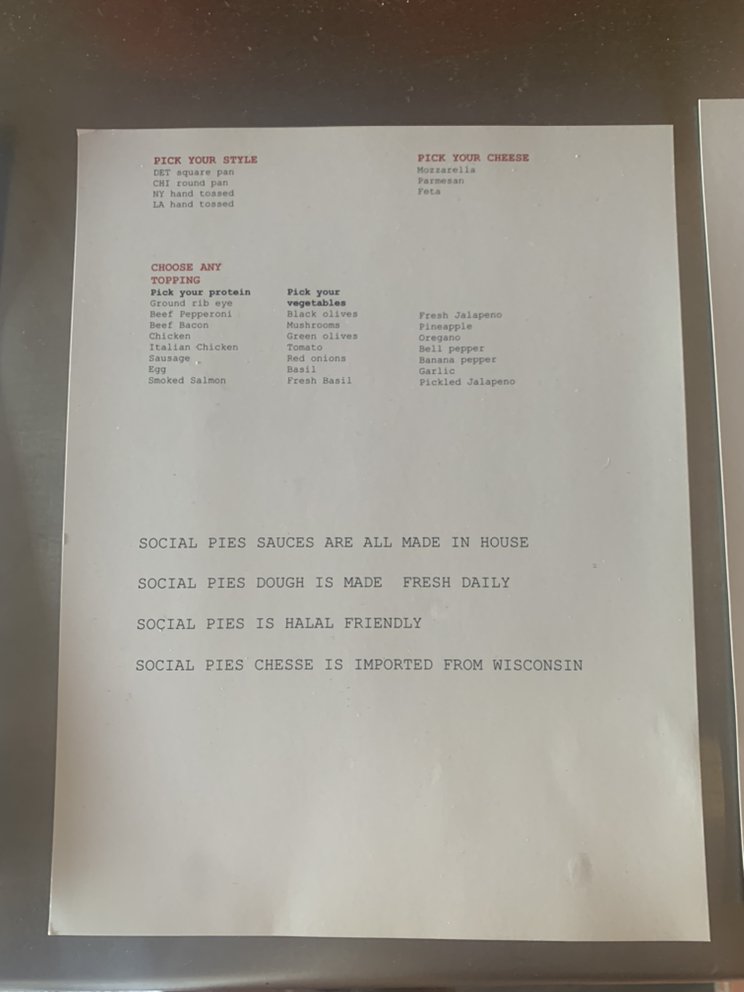 PICK YOUR STYLE
DET square pan
CHI round pan
NY hand tossed
LA hand tossed
PICK YOUR CHEESE
Mozzarella
Parmesan
Feta
CHOOSE ANY
TOPPING
Pick your protein
Ground rib eye
Beef Pepperoni
Beef Bacon
Chicken
Italian Chicken
Sausage
Egg
Smoked Salmon
Pick your
vegetables
Black olives
Mushrooms
Green olives
Tomato
Red onions
Basil
Fresh Basil
Fresh Jalapeno
Pineapple
Oregano
Bell pepper
Banana pepper
Garlic
Pickled Jalapeno
SOCIAL PIES SAUCES ARE ALL MADE IN HOUSE
SOCIAL PIES DOUGH IS MADE  FRESH DAILY
SOCIAL PIES IS HALAL FRIENDLY
SOCIAL PIES CHESSE IS IMPORTED FROM WISCONSIN